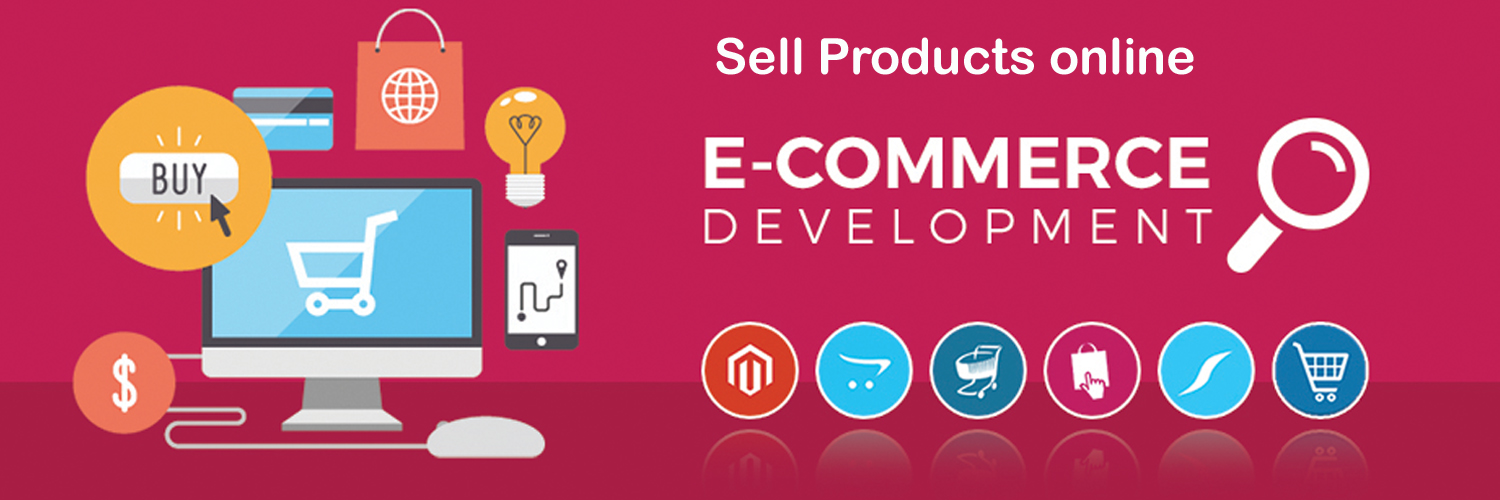 Sell Products online
E-COMMERCE
DEVELOPMENT
BUY
$